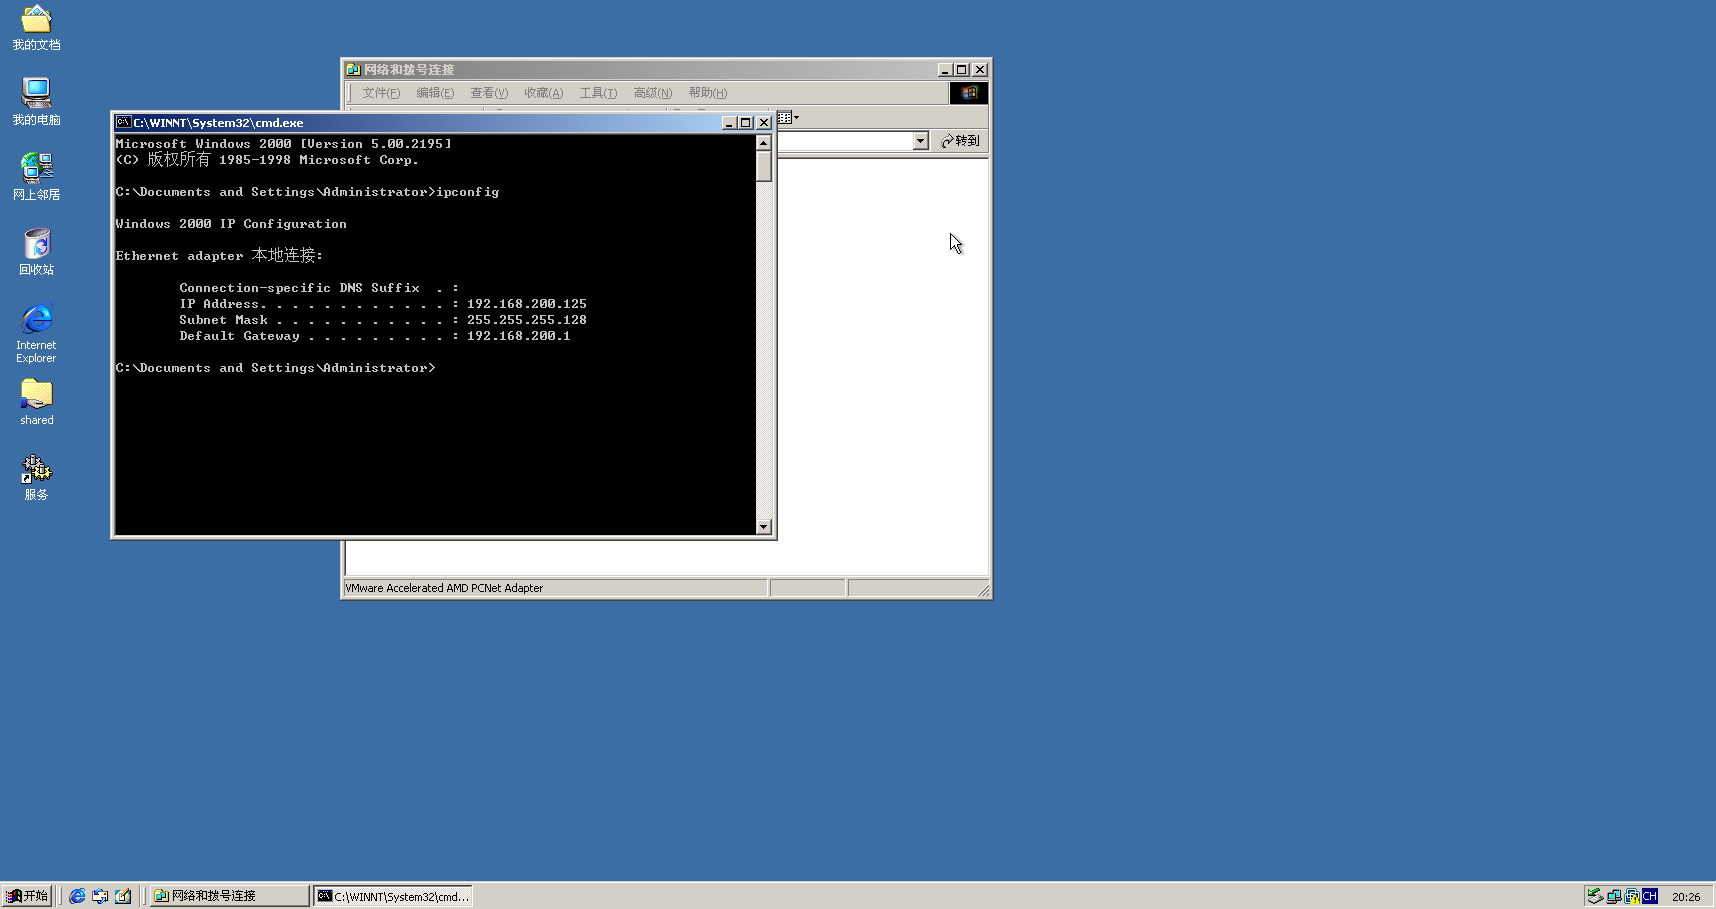 我的文档
我的电脑
网上邻居
回收站
Internet
Explorer
shared
服务
网络和拨号连接
文件(F) 编辑(E) 查看(V) 收藏(A) 工具(T) 高级(N) 帮助(H)
转到
C:\WINNT\System32\cmd.exe
Microsoft Windows 2000 [Version 5.00.2195]
(C) 版权所有 1985-1998 Microsoft Corp.
C:\Documents and Settings\Administrator>ipconfig
Windows 2000 IP Configuration
Ethernet adapter 本地连接:
Connection-specific DNS Suffix  . :
IP Address. . . . . . . . . . . . : 192.168.200.125
Subnet Mask . . . . . . . . . . . : 255.255.255.128
Default Gateway . . . . . . . . . : 192.168.200.1
C:\Documents and Settings\Administrator>
VMware Accelerated AMD PCNet Adapter
开始 网络和拨号连接 C:\WINNT\System32\cmd... CH 20:26